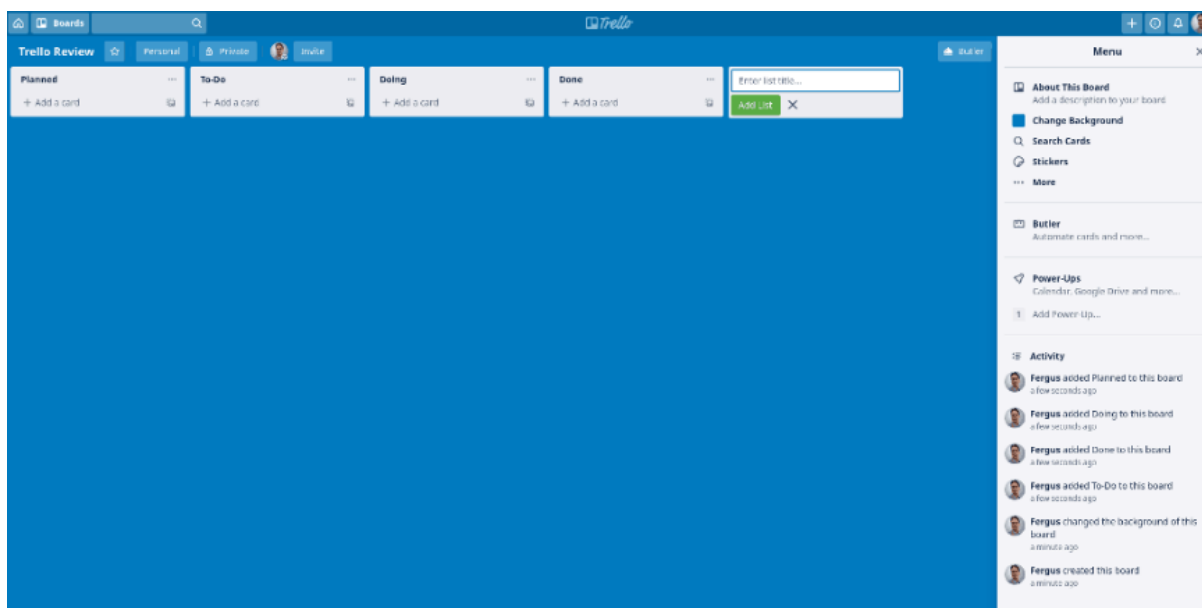 Boards
Trello
Trello Review Personal Private Invite Butler
Planned
+ Add a card
To-Do
+ Add a card
Doing
+ Add a card
Done
+ Add a card
Enter list title...
Add List
Menu
About This Board
Add a description to your board
Change Background
Search Cards
Stickers
More
Butler
Automate cards and more...
Power-Ups
Calendar, Google Drive and more...
1 Add Power-Up...
Activity
Fergus added Planned to this board
a few seconds ago
Fergus added Doing to this board
a few seconds ago
Fergus added Done to this board
a few seconds ago
Fergus added To-Do to this board
a few seconds ago
Fergus changed the background of this
board
a minute ago
Fergus created this board
a minute ago